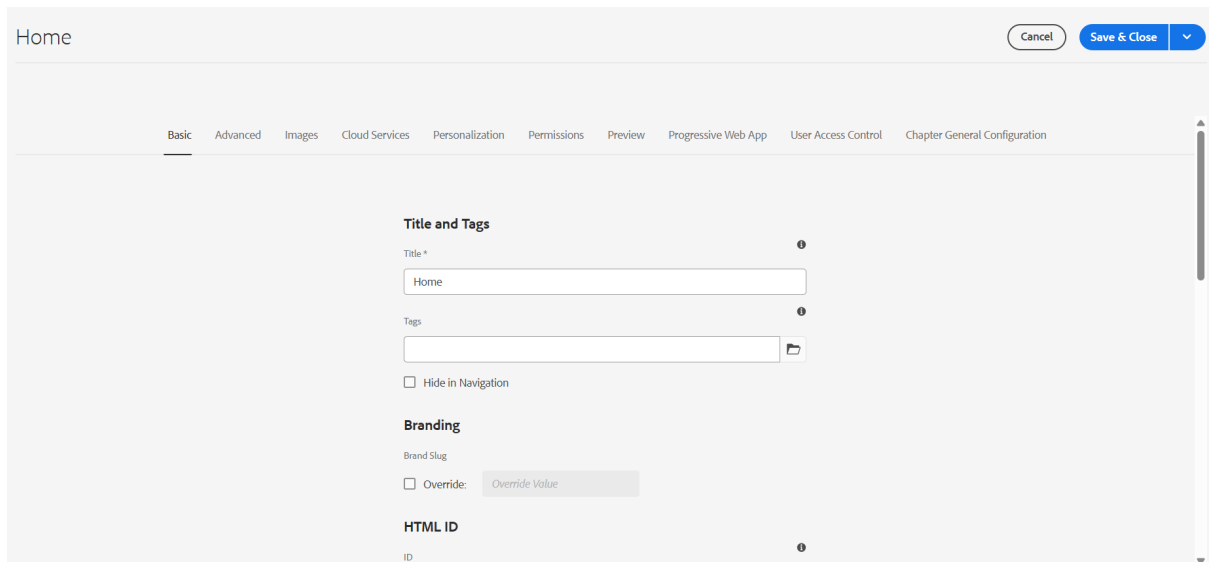 Home
Cancel
Save & Close
Basic Advanced Images Cloud Services Personalization Permissions Preview Progressive Web App User Access Control Chapter General Configuration
Title and Tags
Title *
Home
Tags
Hide in Navigation
Branding
Brand Slug
Override: Override Value
HTML ID
ID